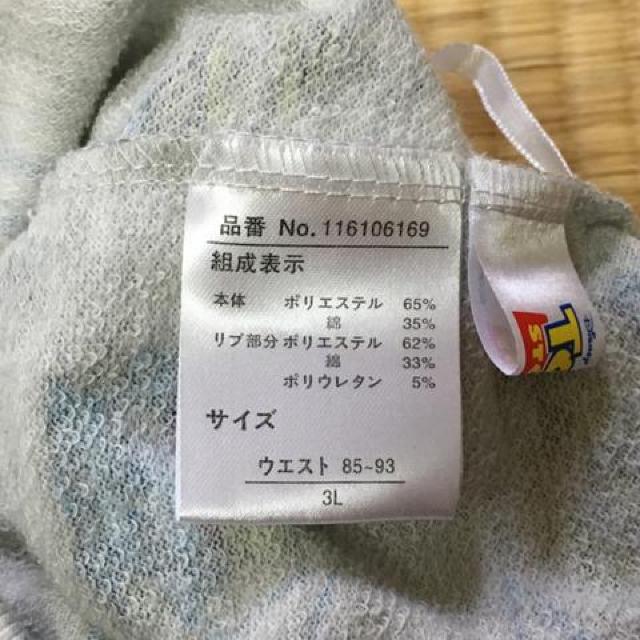 品番 No. 116106169
組成表示
本体 ポリエステル 65%
綿 35%
リブ部分 ポリエステル 62%
綿 33%
ポリウレタン 5%
サイズ
ウエスト 85~93
3L
Disney